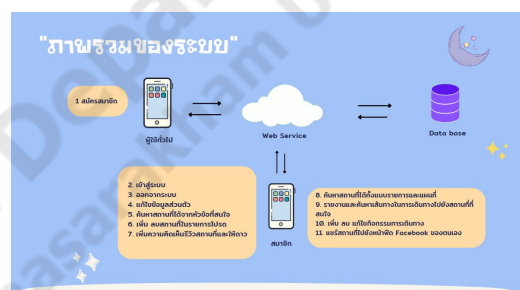 "ภาพรวมของระบบ"
1 สมัครสมาชิก
ผู้ใช้ทั่วไป
Web Service
Data base
2. เข้าสู่ระบบ
3. ออกจากระบบ
4. แก้ไขข้อมูลส่วนตัว
5. ค้นหาสถานที่ได้จากหัวข้อที่สนใจ
6. เพิ่ม ลบสถานที่ในรายการโปรด
7. เพิ่มความคิดเห็นรีวิวสถานที่และให้ดาว
สมาชิก
8. ค้นหาสถานที่ได้ทั้งแบบรายการและแผนที่
9. รายงานและค้นหาเส้นทางในการเดินทางไปยังสถานที่ที่
สนใจ
10. เพิ่ม ลบ แก้ไขกิจกรรมการเดินทาง
11. แชร์สถานที่ไปยังหน้าฟีด Facebook ของตนเอง